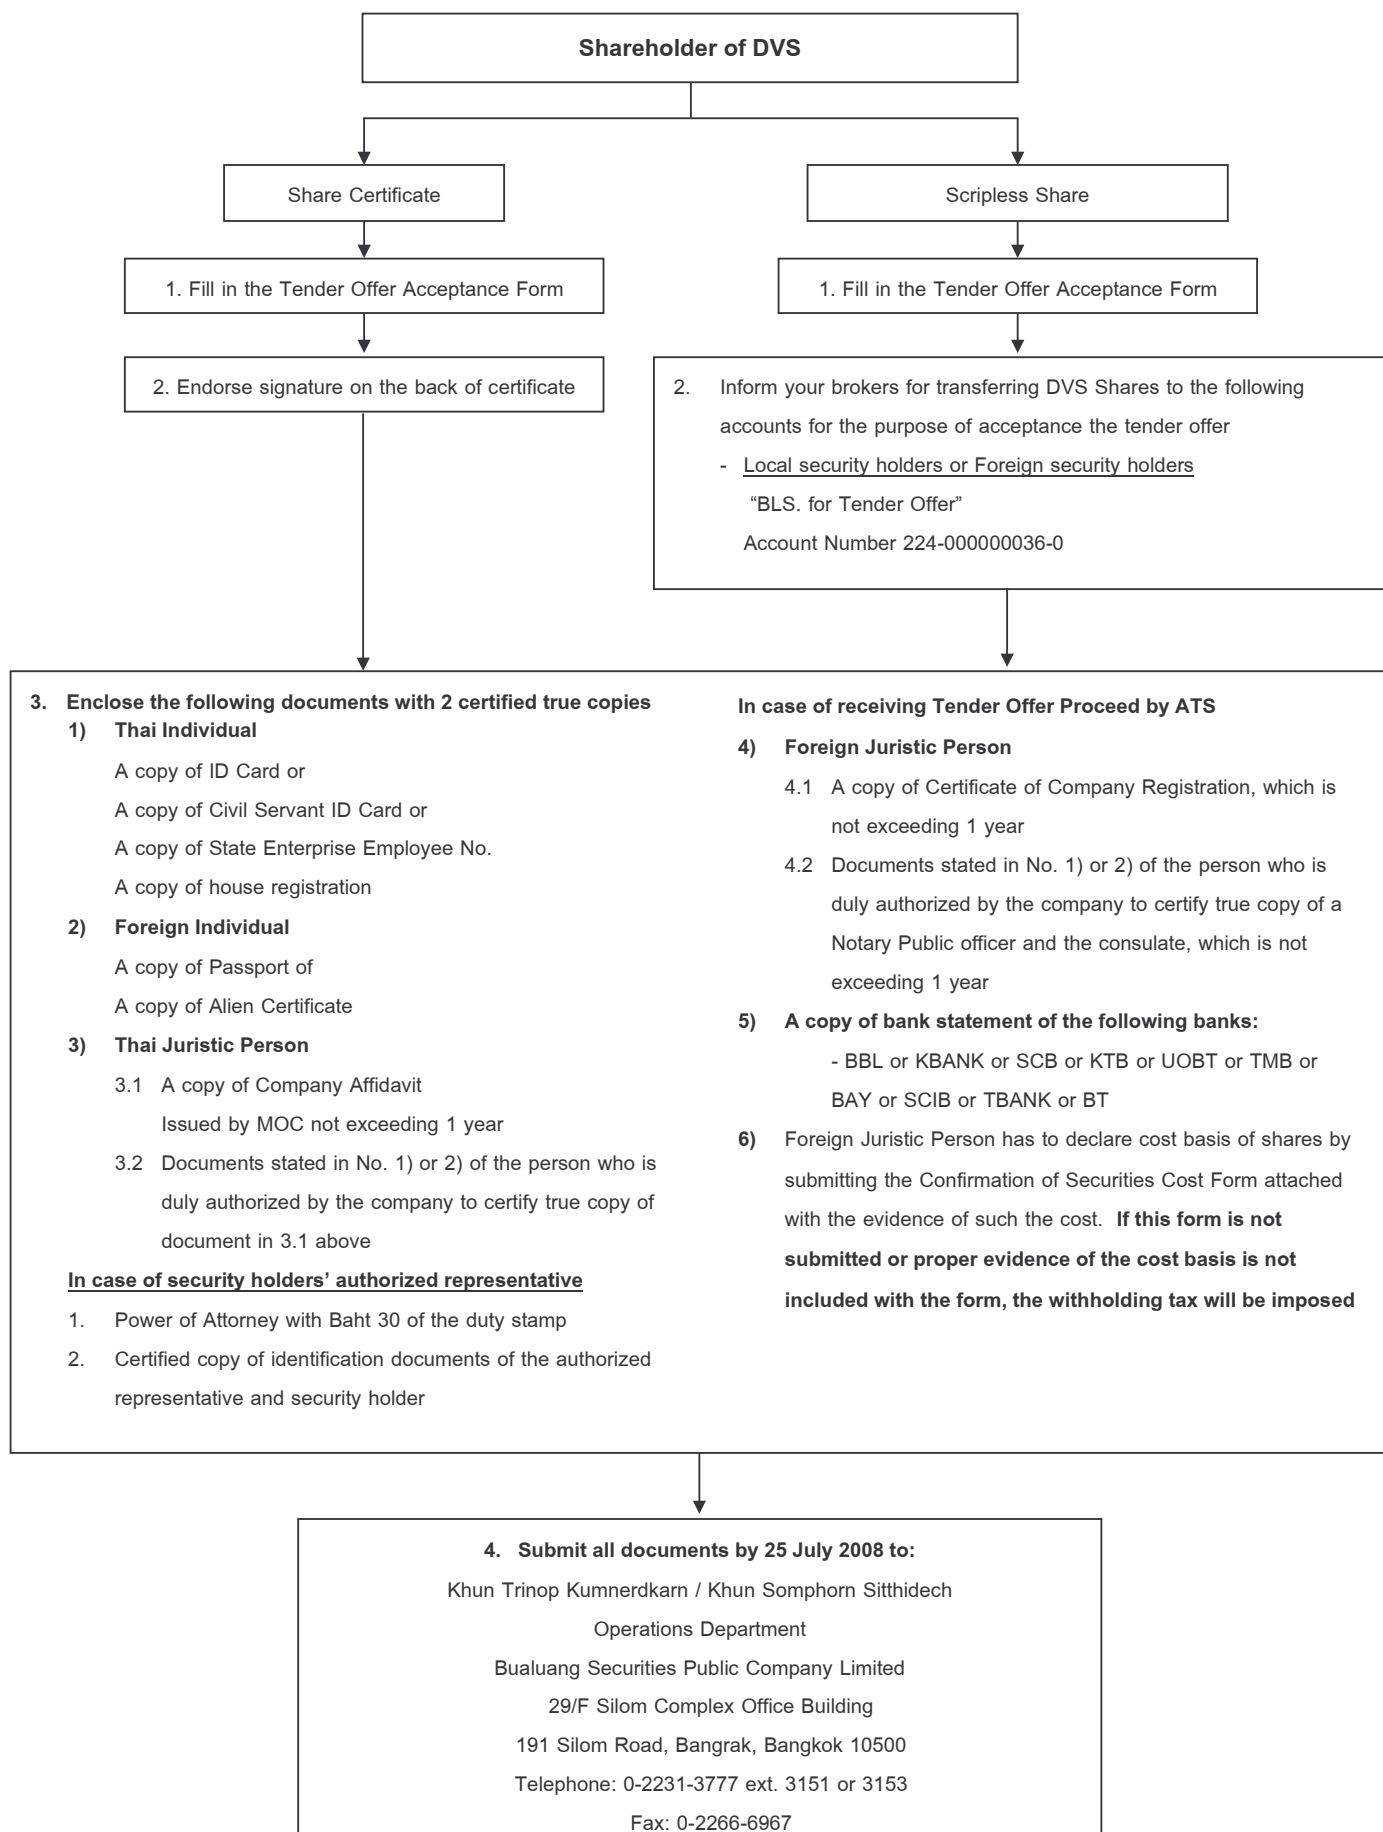 Shareholder of DVS
Share Certificate
Scripless Share
1. Fill in the Tender Offer Acceptance Form
1. Fill in the Tender Offer Acceptance Form
2. Endorse signature on the back of certificate
2. Inform your brokers for transferring DVS Shares to the following
accounts for the purpose of acceptance the tender offer
- Local security holders or Foreign security holders
“BLS. for Tender Offer”
Account Number 224-000000036-0
3. Enclose the following documents with 2 certified true copies
1) Thai Individual
A copy of ID Card or
A copy of Civil Servant ID Card or
A copy of State Enterprise Employee No.
A copy of house registration
2) Foreign Individual
A copy of Passport of
A copy of Alien Certificate
3) Thai Juristic Person
3.1 A copy of Company Affidavit
Issued by MOC not exceeding 1 year
3.2 Documents stated in No. 1) or 2) of the person who is
duly authorized by the company to certify true copy of
document in 3.1 above
In case of security holders’ authorized representative
1. Power of Attorney with Baht 30 of the duty stamp
2. Certified copy of identification documents of the authorized
representative and security holder
In case of receiving Tender Offer Proceed by ATS
4) Foreign Juristic Person
4.1 A copy of Certificate of Company Registration, which is
not exceeding 1 year
4.2 Documents stated in No. 1) or 2) of the person who is
duly authorized by the company to certify true copy of a
Notary Public officer and the consulate, which is not
exceeding 1 year
5) A copy of bank statement of the following banks:
- BBL or KBANK or SCB or KTB or UOBT or TMB or
BAY or SCIB or TBANK or BT
6) Foreign Juristic Person has to declare cost basis of shares by
submitting the Confirmation of Securities Cost Form attached
with the evidence of such the cost. If this form is not
submitted or proper evidence of the cost basis is not
included with the form, the withholding tax will be imposed
4. Submit all documents by 25 July 2008 to:
Khun Trinop Kumnerdkarn / Khun Somphorn Sitthidech
Operations Department
Bualuang Securities Public Company Limited
29/F Silom Complex Office Building
191 Silom Road, Bangrak, Bangkok 10500
Telephone: 0-2231-3777 ext. 3151 or 3153
Fax: 0-2266-6967